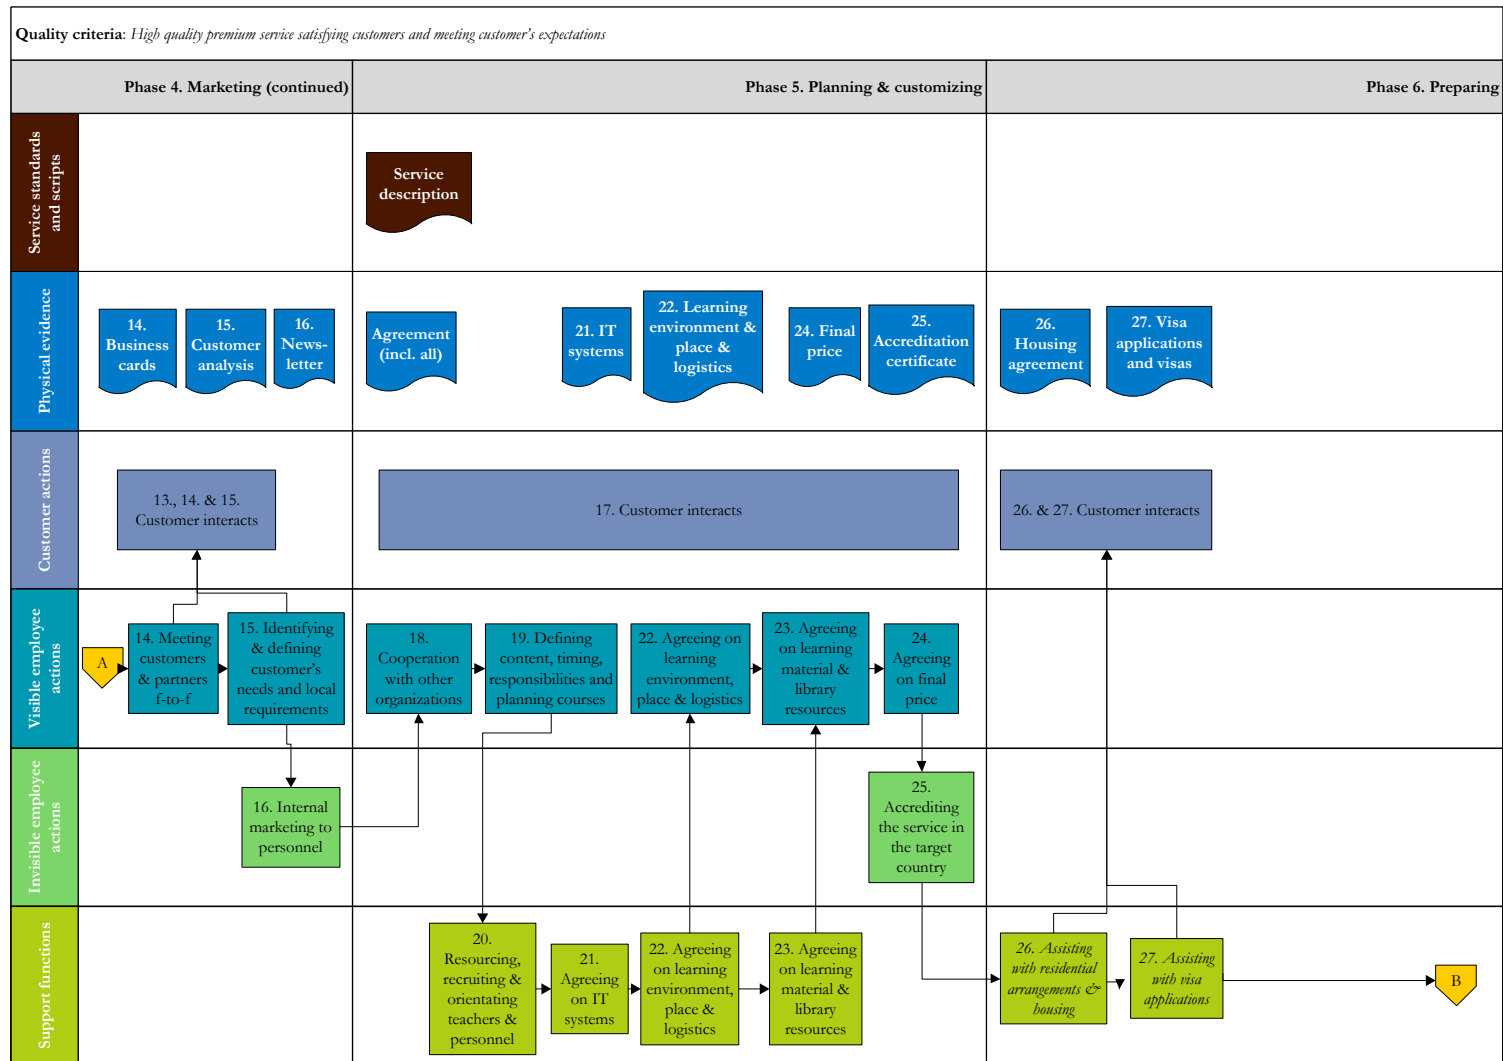 Quality criteria: High quality premium service satisfying customers and meeting customer's expectations
Phase 4. Marketing (continued)
Phase 5. Planning & customizing
Phase 6. Preparing
Service standards
and scripts
Service
description
Physical evidence
14.
Business
cards
15.
Customer
analysis
16.
News-
letter
Agreement
(incl. all)
21. IT
systems
22. Learning
environment &
place &
logistics
24. Final
price
25.
Accreditation
certificate
26.
Housing
agreement
27. Visa
applications
and visas
Customer actions
13., 14. & 15.
Customer interacts
17. Customer interacts
26. & 27. Customer interacts
Visible employee
actions
A
14. Meeting
customers
& partners
f-to-f
15. Identifying
& defining
customer's
needs and local
requirements
18.
Cooperation
with other
organizations
19. Defining
content, timing,
responsibilities and
planning courses
22. Agreeing on
learning
environment,
place & logistics
23. Agreeing
on learning
material &
library
resources
24.
Agreeing
on final
price
Invisible employee
actions
16. Internal
marketing to
personnel
25.
Accrediting
the service in
the target
country
Support functions
20.
Resourcing,
recruiting &
orientating
teachers &
personnel
21.
Agreeing
on IT
systems
22. Agreeing
on learning
environment,
place &
logistics
23. Agreeing
on learning
material &
library
resources
26. Assisting
with residential
arrangements &
housing
27. Assisting
with visa
applications
B